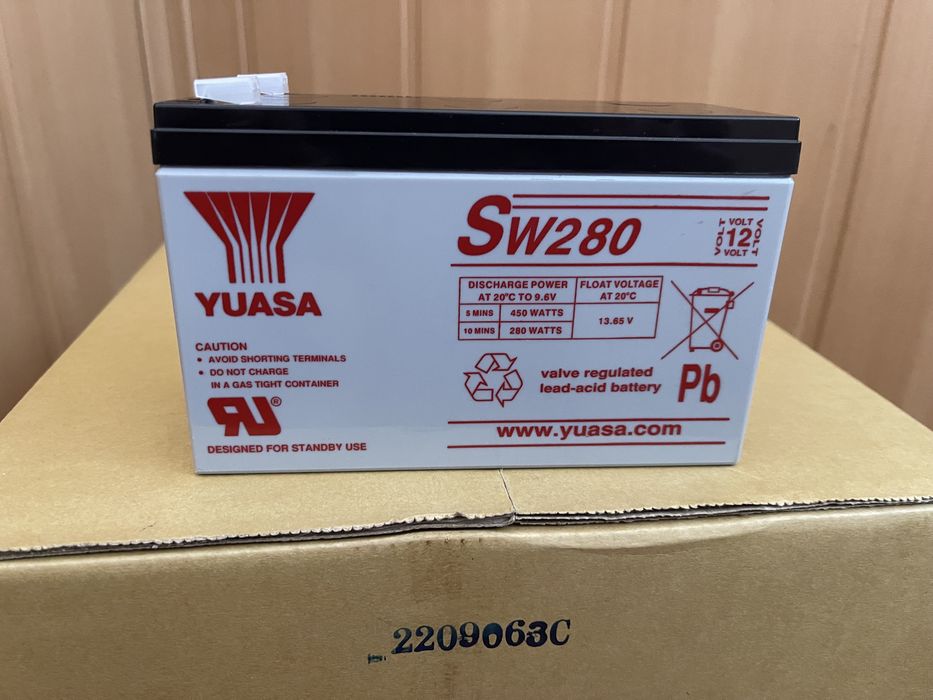 YUASA
CAUTION
• AVOID SHORTING TERMINALS
• DO NOT CHARGE
IN A GAS TIGHT CONTAINER
RU®
DESIGNED FOR STANDBY USE
SW280
VOLT
VOLT 12 VOLT
VOLT
DISCHARGE POWER
AT 20°C TO 9.6V
FLOAT VOLTAGE
AT 20°C
5 MINS 450 WATTS
10 MINS 280 WATTS
13.65 V
valve regulated
lead-acid battery
Pb
www.yuasa.com
2209063C